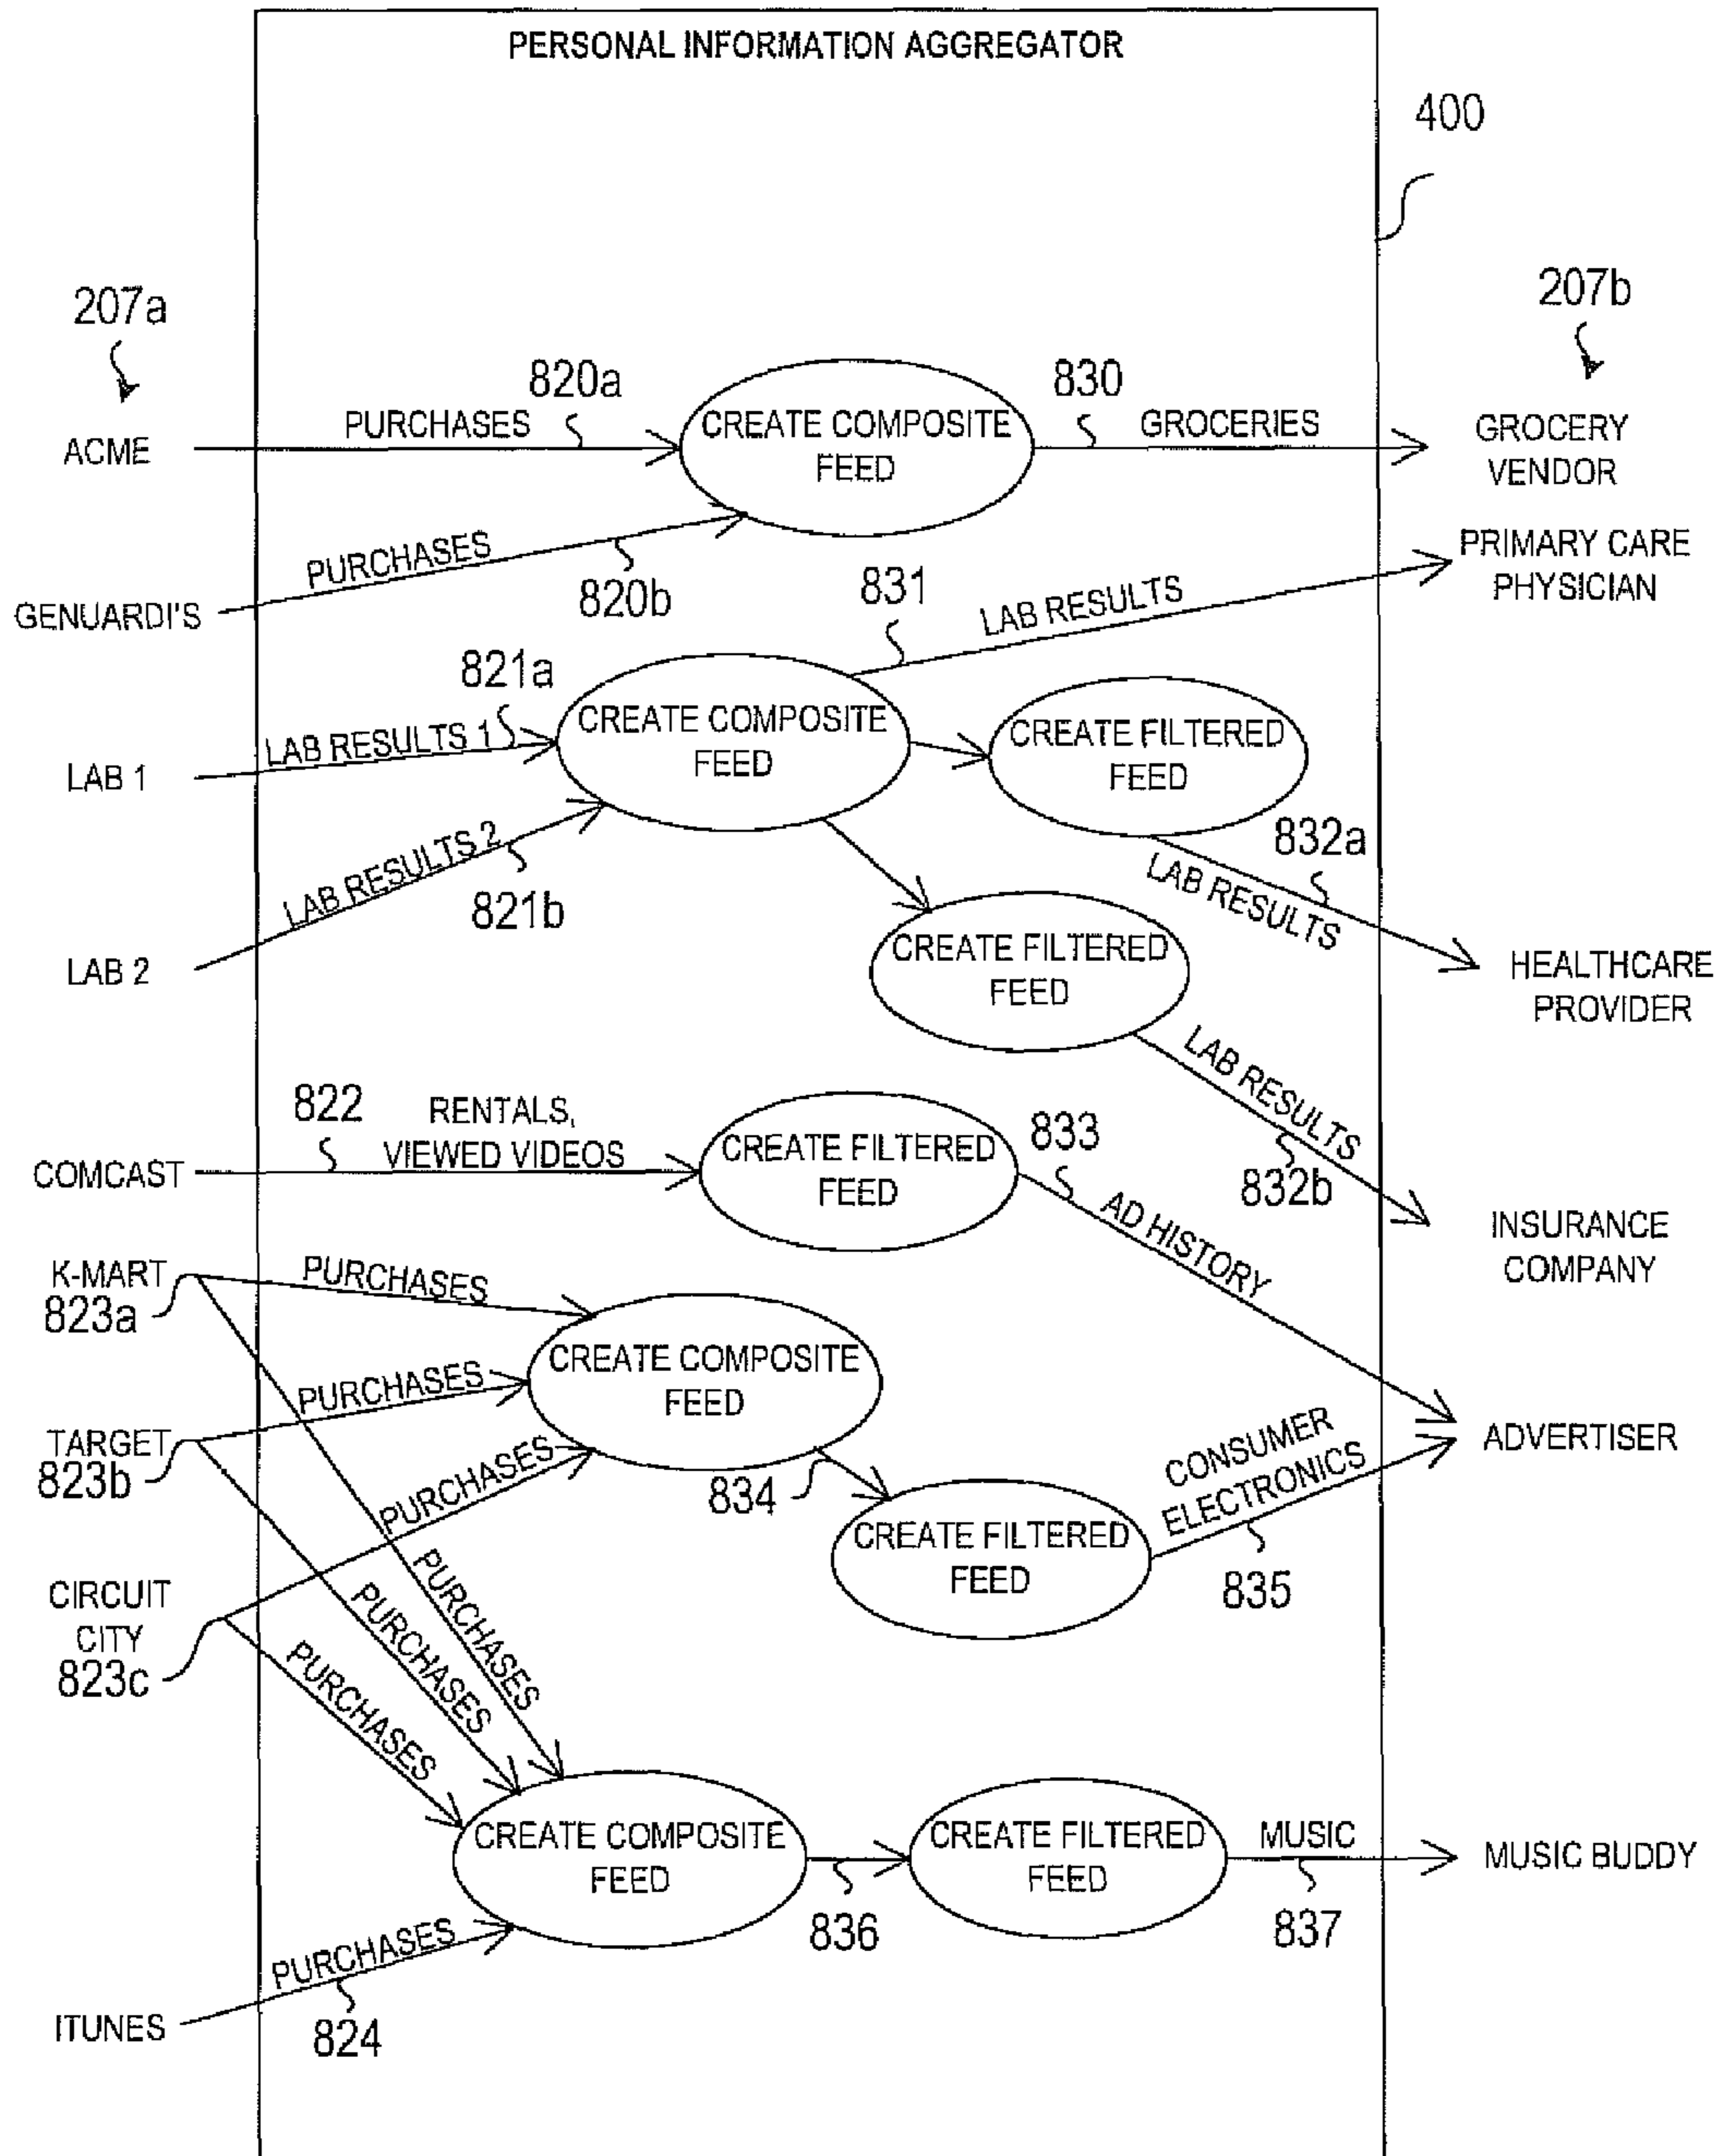 PERSONAL INFORMATION AGGREGATOR
400
207a
207b
820a
830
ACME
PURCHASES
CREATE COMPOSITE
FEED
GROCERIES
GROCERY
VENDOR
GENUARDI'S
PURCHASES
820b
831
LAB RESULTS
PRIMARY CARE
PHYSICIAN
821a
LAB 1
LAB RESULTS 1
CREATE COMPOSITE
FEED
CREATE FILTERED
FEED
832a
LAB RESULTS
LAB 2
LAB RESULTS 2
821b
CREATE FILTERED
FEED
HEALTHCARE
PROVIDER
LAB RESULTS
832b
822
COMCAST
RENTALS,
VIEWED VIDEOS
CREATE FILTERED
FEED
833
AD HISTORY
INSURANCE
COMPANY
K-MART
823a
PURCHASES
CREATE COMPOSITE
FEED
TARGET
823b
PURCHASES
ADVERTISER
834
CONSUMER
ELECTRONICS
PURCHASES
CREATE FILTERED
FEED
835
CIRCUIT
CITY
823c
PURCHASES
PURCHASES
PURCHASES
CREATE COMPOSITE
FEED
836
CREATE FILTERED
FEED
MUSIC
837
MUSIC BUDDY
ITUNES
PURCHASES
824